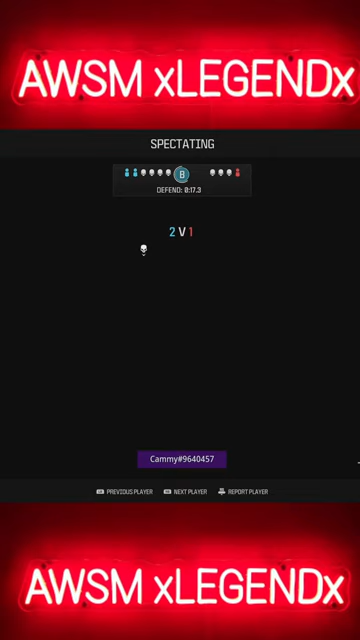 AWSM xLEGENDx
SPECTATING
B
DEFEND: 0:17.3
2 V 1
Cammy#9640457
PREVIOUS PLAYER
NEXT PLAYER
REPORT PLAYER
AWSM xLEGENDx